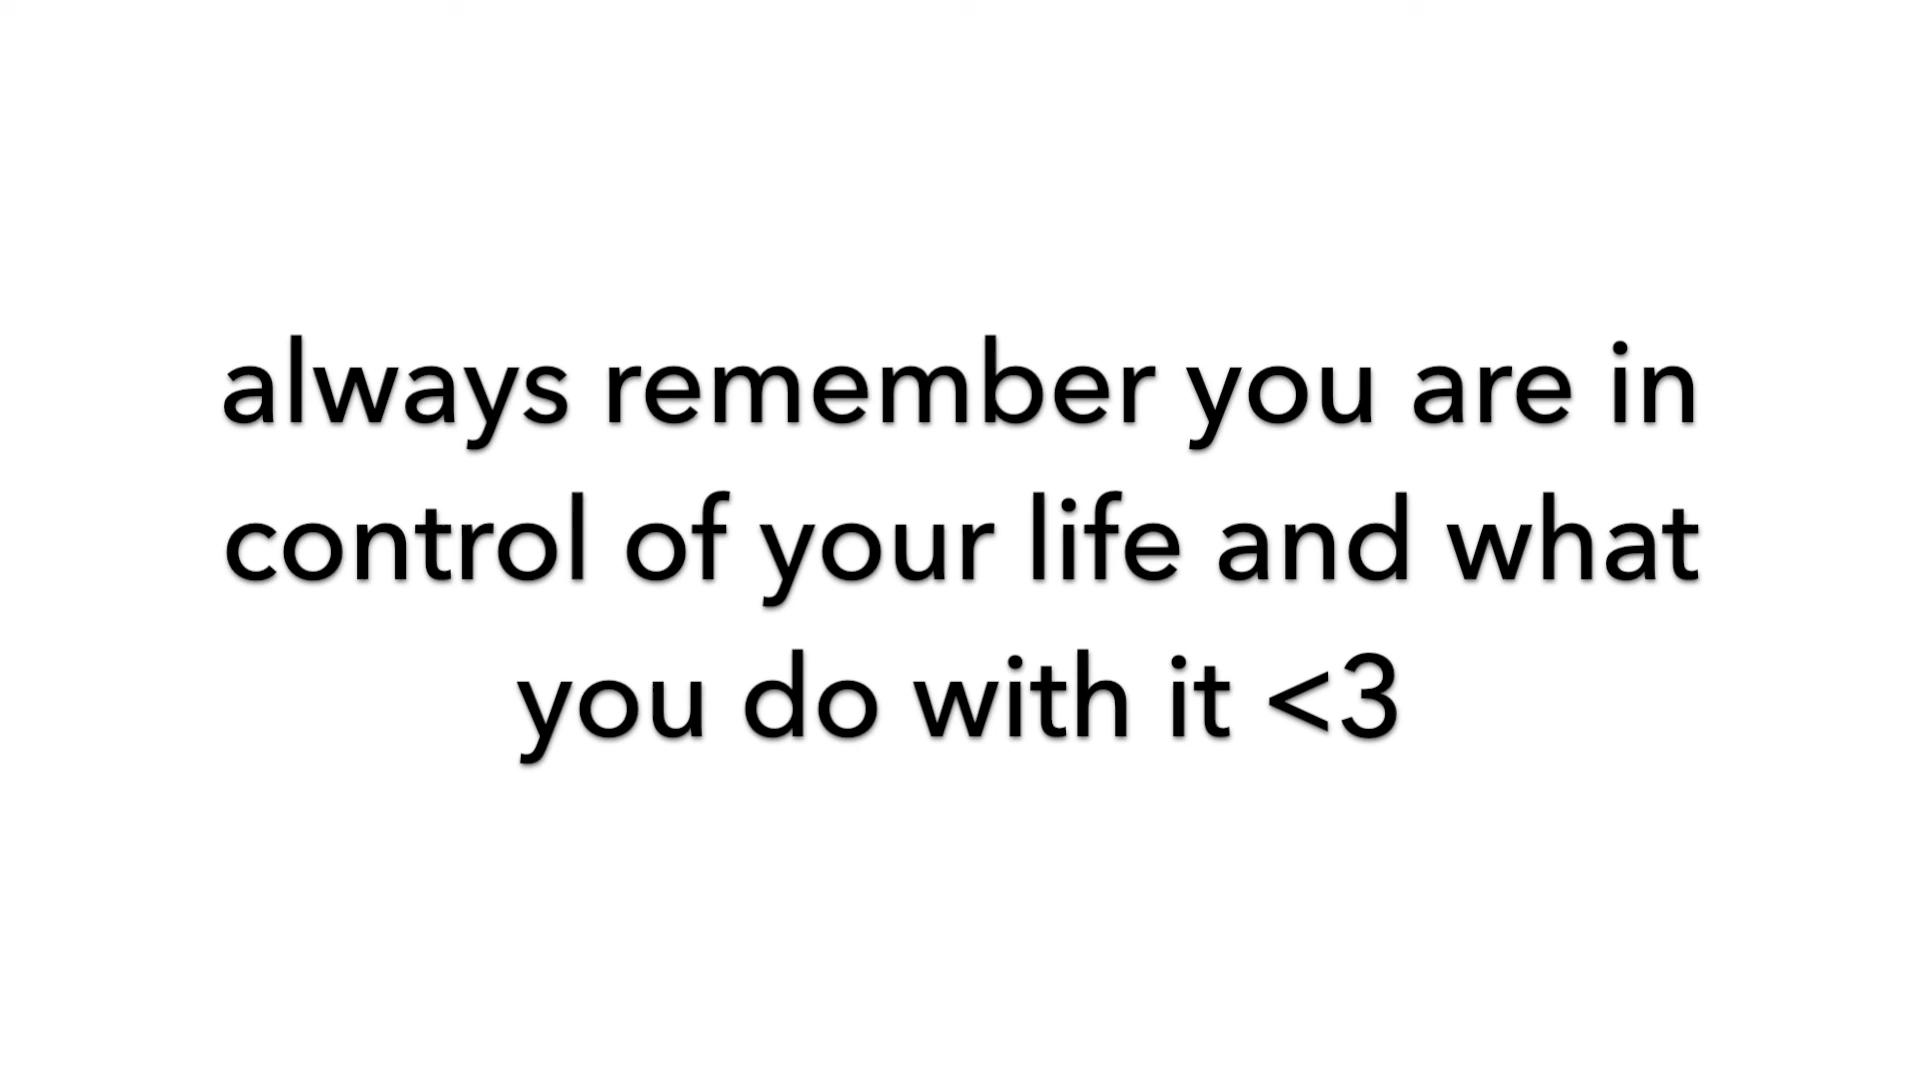 always remember you are in
control of your life and what
you do with it <3